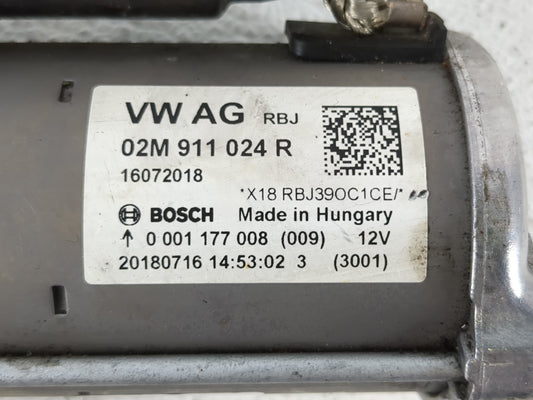 VW AG RBJ
02M 911 024 R
16072018
*X18 RBJ39OC1CE/*
BOSCH Made in Hungary
↑ 0 001 177 008 (009) 12V
20180716 14:53:02 3 (3001)